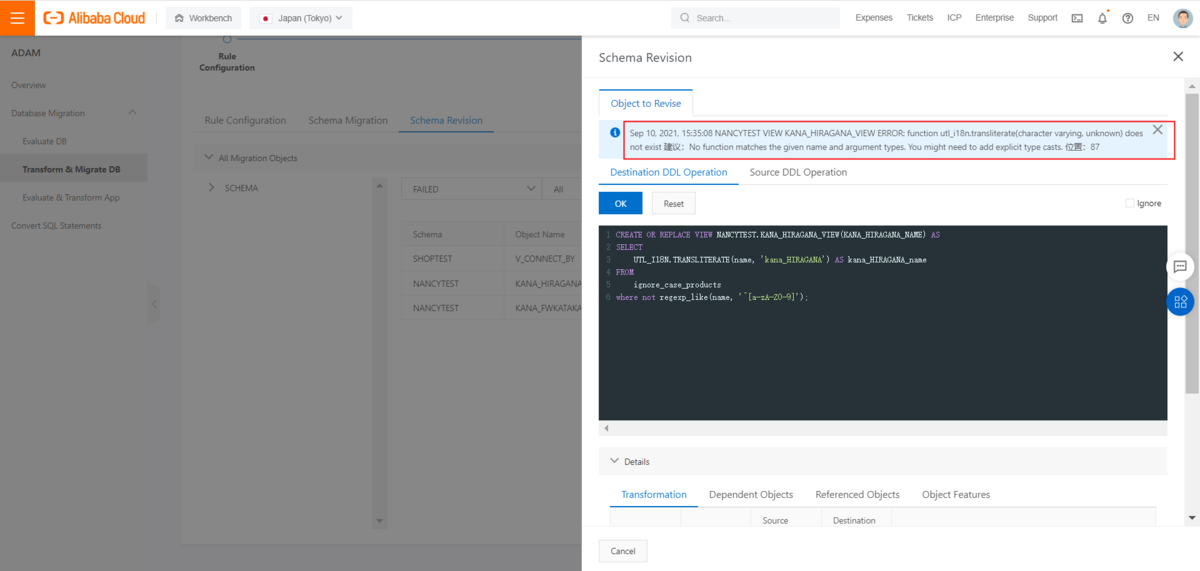 Alibaba Cloud
Workbench
Japan (Tokyo)
Search...
Expenses
Tickets
ICP
Enterprise
Support
EN
ADAM
Overview
Database Migration
Evaluate DB
Transform & Migrate DB
Evaluate & Transform App
Convert SQL Statements
Rule
Configuration
Rule Configuration
Schema Migration
Schema Revision
All Migration Objects
SCHEMA
FAILED
All
Schema
Object Name
SHOPTEST
V_CONNECT_BY
NANCYTEST
KANA_HIRAGANA
NANCYTEST
KANA_FWKATAKA
Schema Revision
Object to Revise
Sep 10, 2021, 15:35:08 NANCYTEST VIEW KANA_HIRAGANA_VIEW ERROR: function utl_i18n.transliterate(character varying, unknown) does
not exist 建议：No function matches the given name and argument types. You might need to add explicit type casts. 位置：87
Destination DDL Operation
Source DDL Operation
OK
Reset
Ignore
1 CREATE OR REPLACE VIEW NANCYTEST.KANA_HIRAGANA_VIEW(KANA_HIRAGANA_NAME) AS
2 SELECT
3 UTL_I18N.TRANSLITERATE(name, 'kana_HIRAGANA') AS kana_HIRAGANA_name
4 FROM
5 ignore_case_products
6 where not regexp_like(name, '^[a-zA-Z0-9]');
Details
Transformation
Dependent Objects
Referenced Objects
Object Features
Source
Destination
Cancel